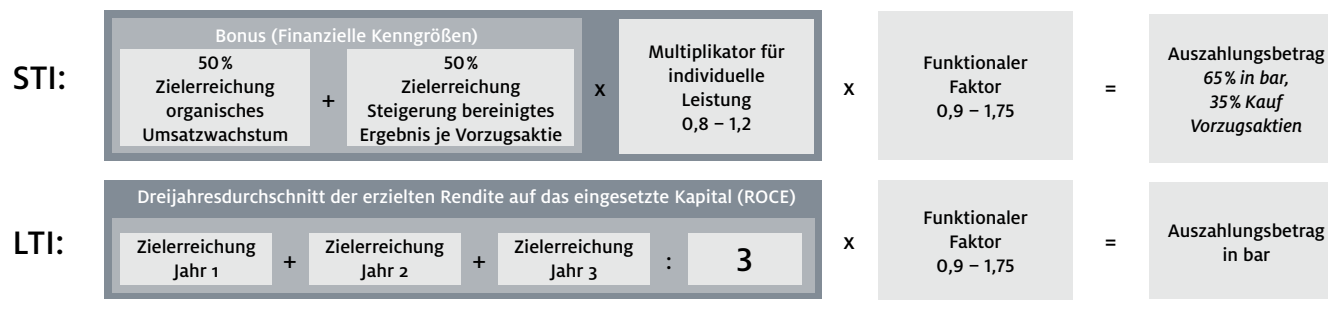 STI:
Bonus (Finanzielle Kenngrößen)
50 %
Zielerreichung
organisches
Umsatzwachstum
+
50 %
Zielerreichung
Steigerung bereinigtes
Ergebnis je Vorzugsaktie
x
Multiplikator für
individuelle
Leistung
0,8 – 1,2
x
Funktionaler
Faktor
0,9 – 1,75
=
Auszahlungsbetrag
65 % in bar,
35 % Kauf
Vorzugsaktien
LTI:
Dreijahresdurchschnitt der erzielten Rendite auf das eingesetzte Kapital (ROCE)
Zielerreichung
Jahr 1
+
Zielerreichung
Jahr 2
+
Zielerreichung
Jahr 3
:
3
x
Funktionaler
Faktor
0,9 – 1,75
=
Auszahlungsbetrag
in bar